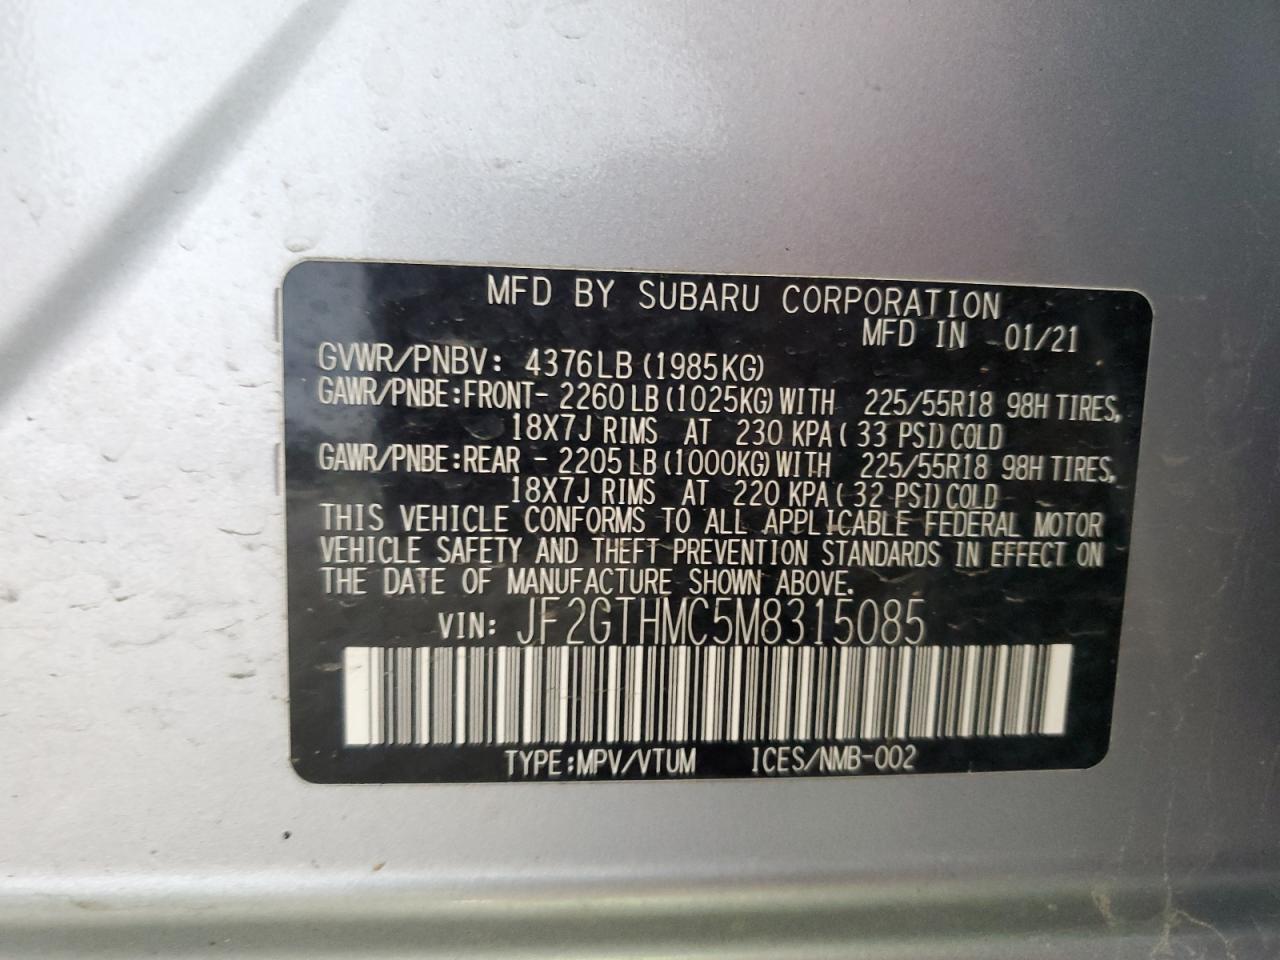 MFD BY SUBARU CORPORATION
MFD IN 01/21
GVWR/PNBV: 4376LB (1985KG)
GAWR/PNBE:FRONT- 2260 LB (1025KG) WITH 225/55R18 98H TIRES,
18X7J RIMS AT 230 KPA ( 33 PSI) COLD
GAWR/PNBE:REAR - 2205 LB (1000KG) WITH 225/55R18 98H TIRES,
18X7J RIMS AT 220 KPA ( 32 PSI) COLD
THIS VEHICLE CONFORMS TO ALL APPLICABLE FEDERAL MOTOR
VEHICLE SAFETY AND THEFT PREVENTION STANDARDS IN EFFECT ON
THE DATE OF MANUFACTURE SHOWN ABOVE.
VIN: JF2GTHMC5M8315085
TYPE:MPV/VTUM ICES/NMB-002